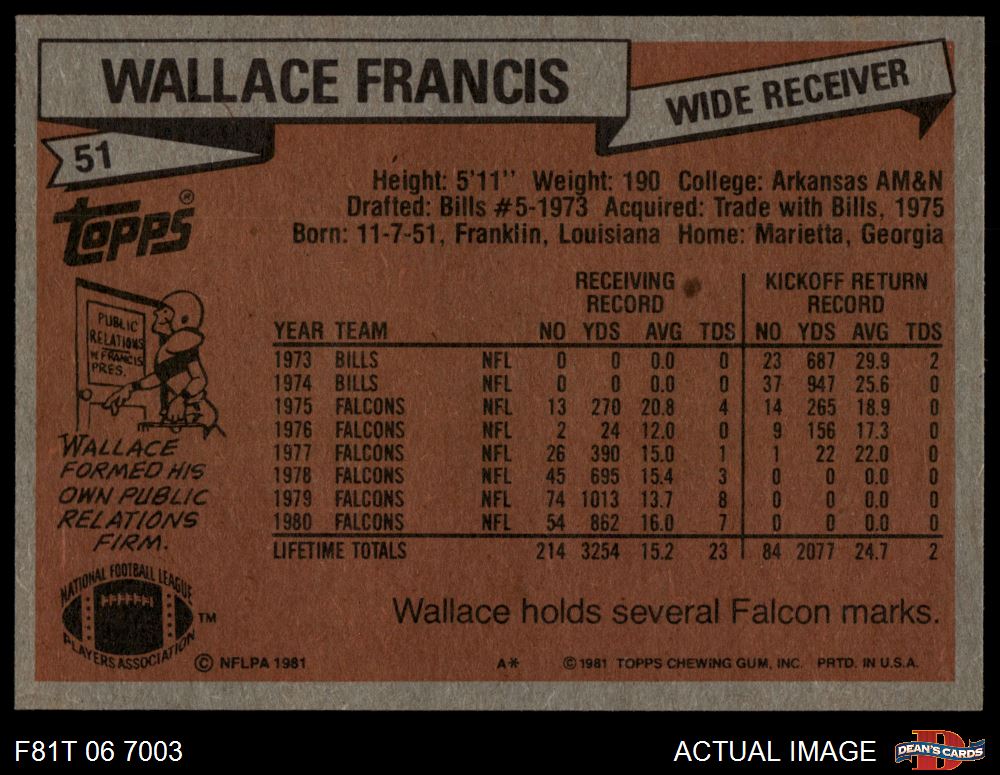 WALLACE FRANCIS
WIDE RECEIVER
51
Height: 5'11" Weight: 190 College: Arkansas AM&N
Drafted: Bills #5-1973 Acquired: Trade with Bills, 1975
Born: 11-7-51, Franklin, Louisiana Home: Marietta, Georgia
TOPPS®
PUBLIC
RELATIONS
W. FRANCIS
PRES.
WALLACE
FORMED HIS
OWN PUBLIC
RELATIONS
FIRM.
RECEIVING RECORD KICKOFF RETURN RECORD
YEAR TEAM NO YDS AVG TDS NO YDS AVG TDS
1973 BILLS NFL 0 0 0.0 0 23 687 29.9 2
1974 BILLS NFL 0 0 0.0 0 37 947 25.6 0
1975 FALCONS NFL 13 270 20.8 4 14 265 18.9 0
1976 FALCONS NFL 2 24 12.0 0 9 156 17.3 0
1977 FALCONS NFL 26 390 15.0 1 1 22 22.0 0
1978 FALCONS NFL 45 695 15.4 3 0 0 0.0 0
1979 FALCONS NFL 74 1013 13.7 8 0 0 0.0 0
1980 FALCONS NFL 54 862 16.0 7 0 0 0.0 0
LIFETIME TOTALS 214 3254 15.2 23 84 2077 24.7 2
Wallace holds several Falcon marks.
NATIONAL FOOTBALL LEAGUE
PLAYERS ASSOCIATION
TM
© NFLPA 1981 A* © 1981 TOPPS CHEWING GUM, INC. PRTD. IN U.S.A.
F81T 06 7003
ACTUAL IMAGE
D
DEAN'S CARDS